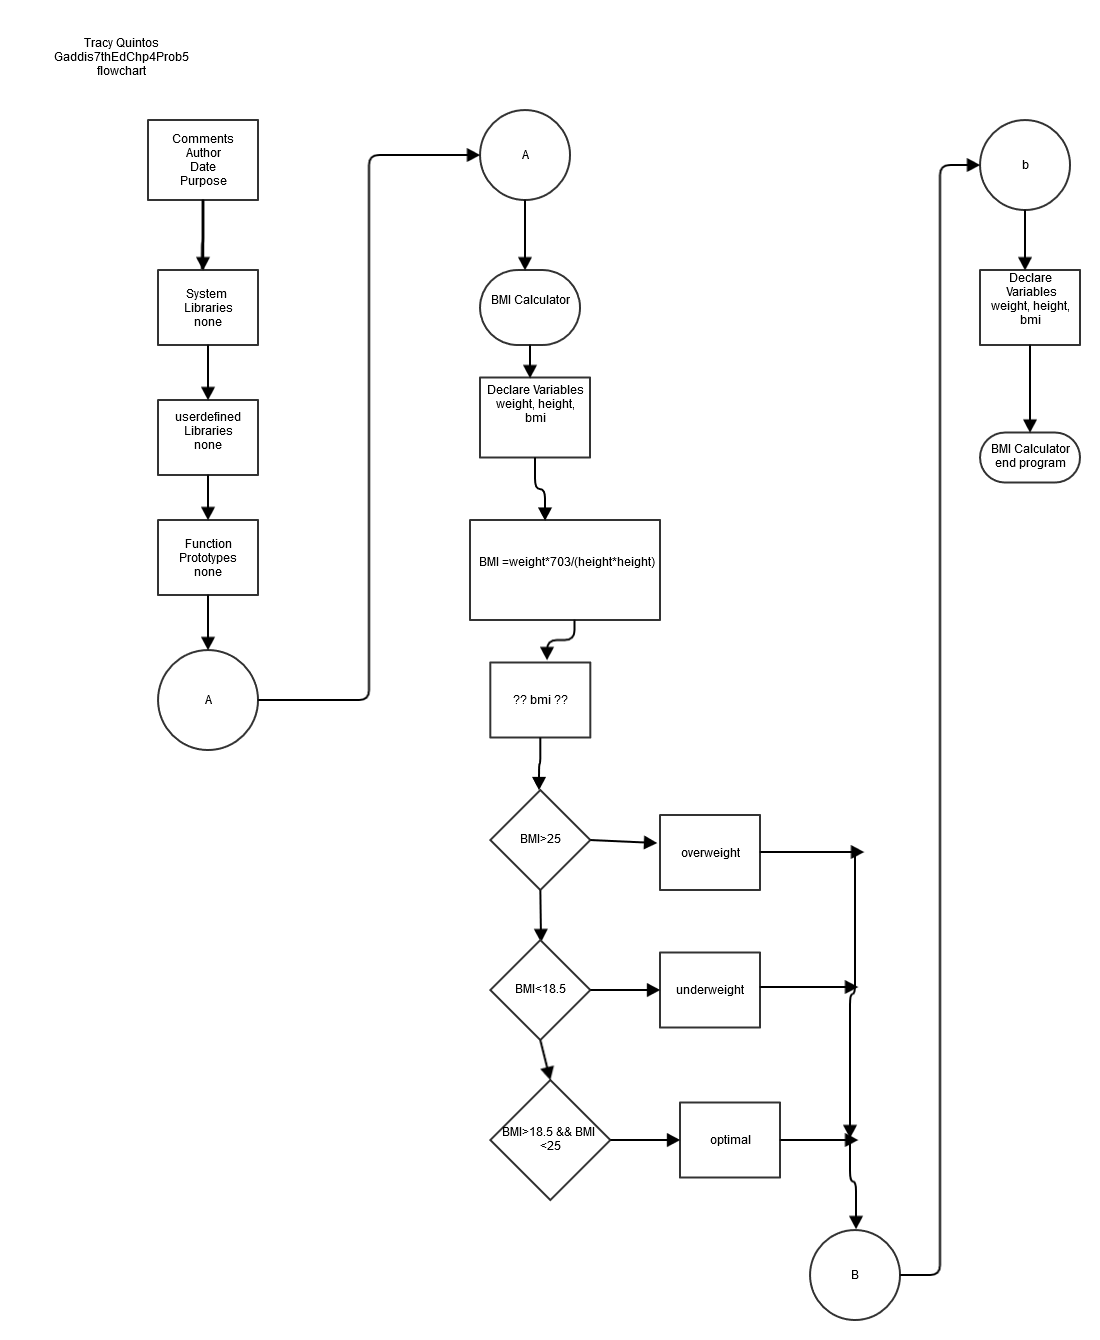 Tracy Quintos
Gaddis7thEdChp4Prob5
flowchart
Comments
Author
Date
Purpose
System
Libraries
none
userdefined
Libraries
none
Function
Prototypes
none
A
A
BMI Calculator
Declare Variables
weight, height,
bmi
BMI =weight*703/(height*height)
?? bmi ??
BMI>25
overweight
BMI<18.5
underweight
BMI>18.5 && BMI
<25
optimal
B
b
Declare
Variables
weight, height,
bmi
BMI Calculator
end program